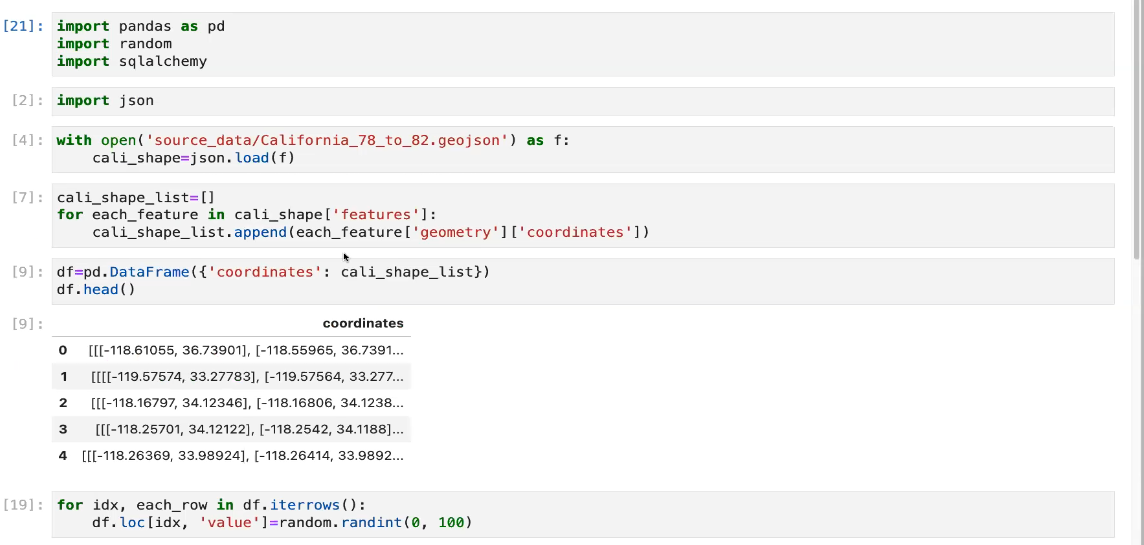 [21]: import pandas as pd
import random
import sqlalchemy
[2]: import json
[4]: with open('source_data/California_78_to_82.geojson') as f:
    cali_shape=json.load(f)
[7]: cali_shape_list=[]
for each_feature in cali_shape['features']:
    cali_shape_list.append(each_feature['geometry']['coordinates'])
[9]: df=pd.DataFrame({'coordinates': cali_shape_list})
df.head()
[9]: coordinates
0 [[[-118.61055, 36.73901], [-118.55965, 36.7391...
1 [[[[-119.57574, 33.27783], [-119.57564, 33.277...
2 [[[-118.16797, 34.12346], [-118.16806, 34.1238...
3 [[[-118.25701, 34.12122], [-118.2542, 34.1188]...
4 [[[-118.26369, 33.98924], [-118.26414, 33.9892...
[19]: for idx, each_row in df.iterrows():
    df.loc[idx, 'value']=random.randint(0, 100)